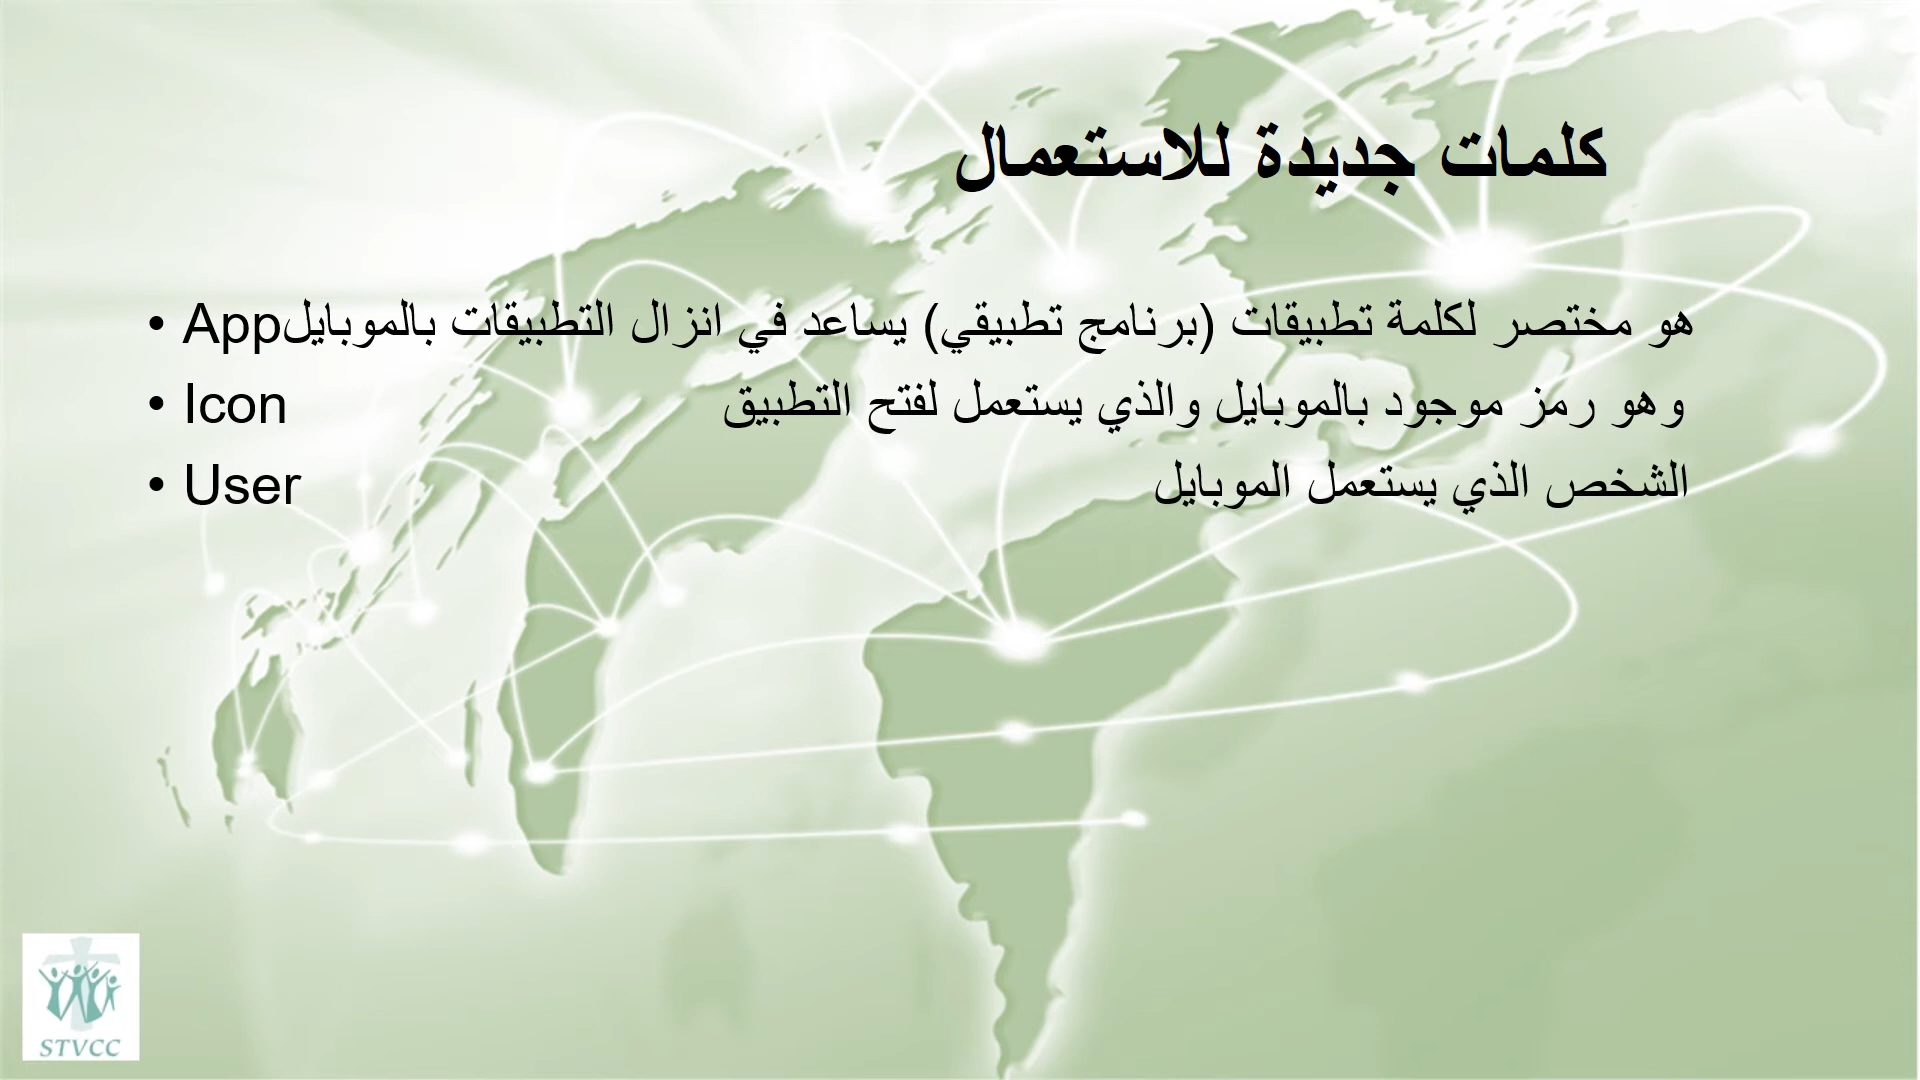 كلمات جديدة للاستعمال
• App هو مختصر لكلمة تطبيقات (برنامج تطبيقي) يساعد في انزال التطبيقات بالموبايل
• Icon وهو رمز موجود بالموبايل والذي يستعمل لفتح التطبيق
• User الشخص الذي يستعمل الموبايل
STVCC